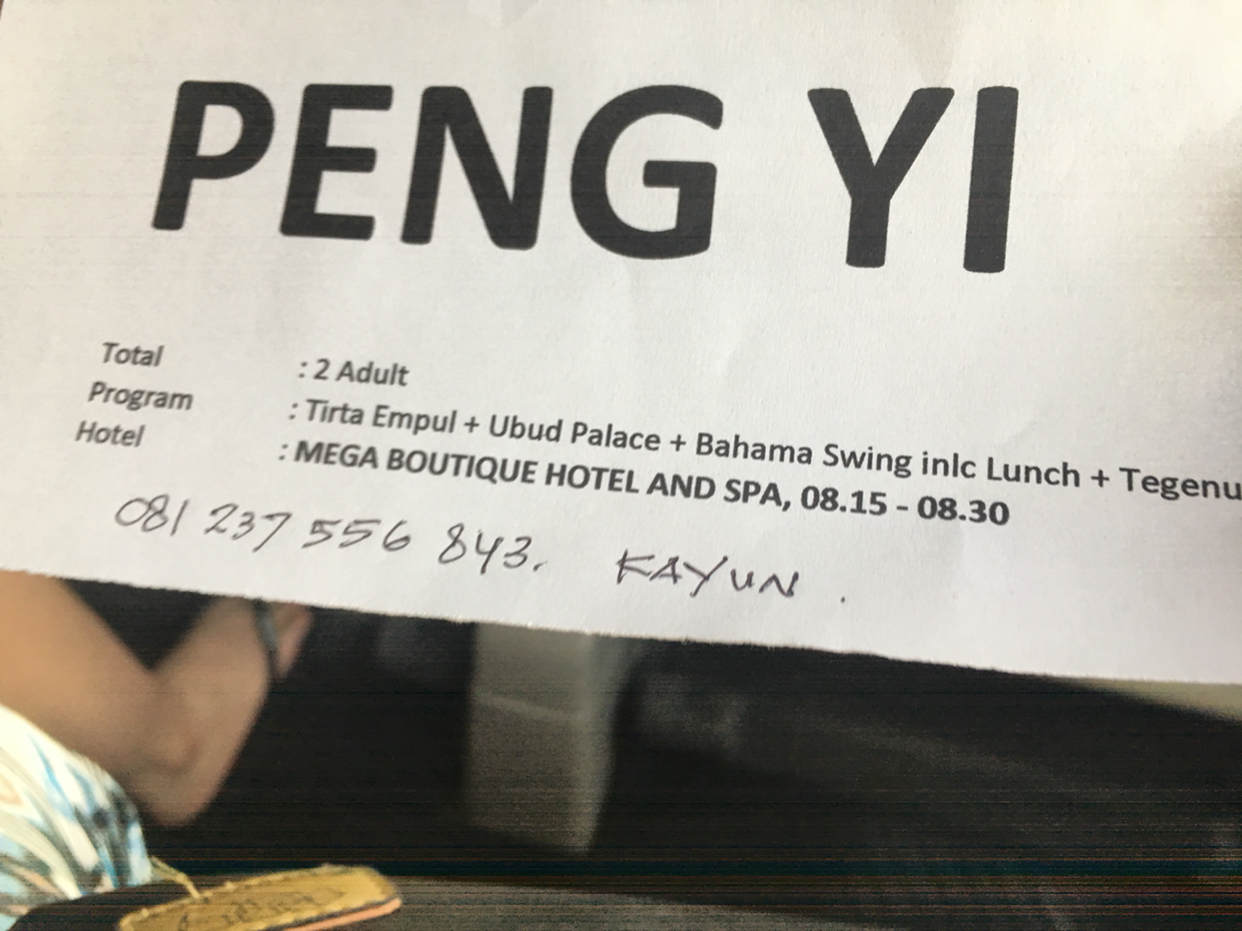 PENG YI
Total : 2 Adult
Program : Tirta Empul + Ubud Palace + Bahama Swing inlc Lunch + Tegenu
Hotel : MEGA BOUTIQUE HOTEL AND SPA, 08.15 - 08.30
081 237 556 843. KAYUN .